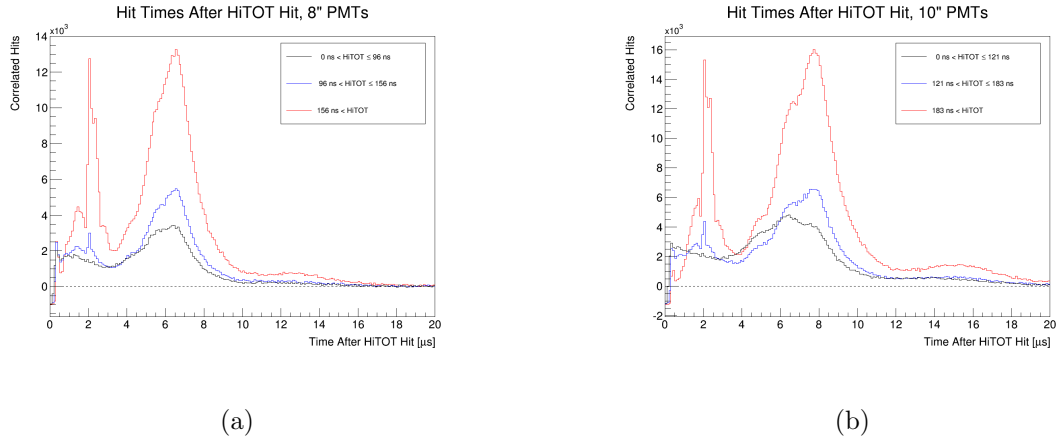 Hit Times After HiTOT Hit, 8" PMTs
×10³
Correlated Hits
14
12
10
8
6
4
2
0
0 2 4 6 8 10 12 14 16 18 20
Time After HiTOT Hit [μs]
0 ns < HiTOT ≤ 96 ns
96 ns < HiTOT ≤ 156 ns
156 ns < HiTOT
(a)
Hit Times After HiTOT Hit, 10" PMTs
×10³
Correlated Hits
16
14
12
10
8
6
4
2
0
-2
0 2 4 6 8 10 12 14 16 18 20
Time After HiTOT Hit [μs]
0 ns < HiTOT ≤ 121 ns
121 ns < HiTOT ≤ 183 ns
183 ns < HiTOT
(b)